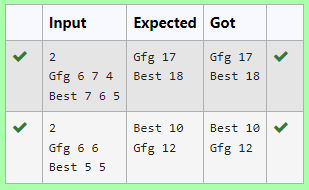 Input Expected Got
2 Gfg 17 Gfg 17
Gfg 6 7 4 Best 18 Best 18
Best 7 6 5
2 Best 10 Best 10
Gfg 6 6 Gfg 12 Gfg 12
Best 5 5